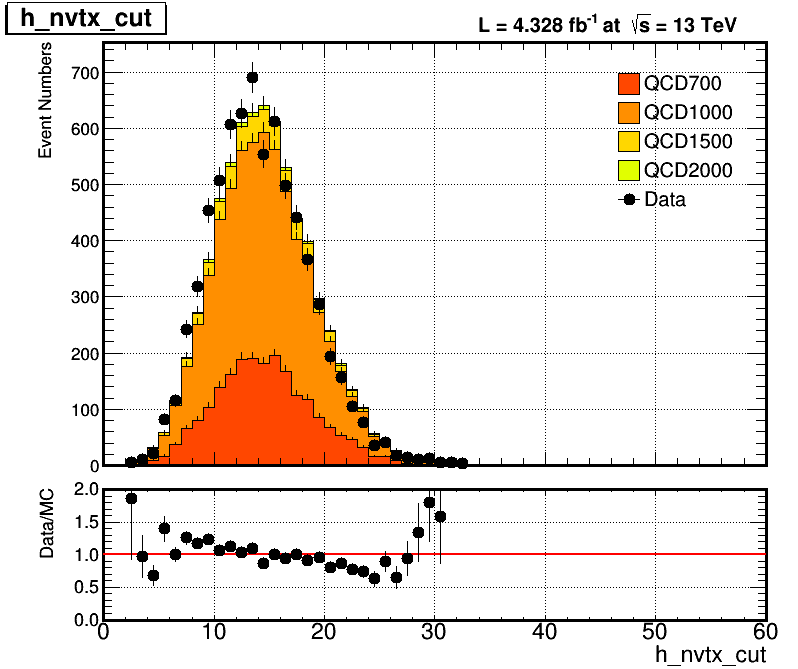 h_nvtx_cut
L = 4.328 fb⁻¹ at √s = 13 TeV
Event Numbers
700
600
500
400
300
200
100
0
QCD700
QCD1000
QCD1500
QCD2000
Data
Data/MC
2.0
1.5
1.0
0.5
0.0
0 10 20 30 40 50 60
h_nvtx_cut